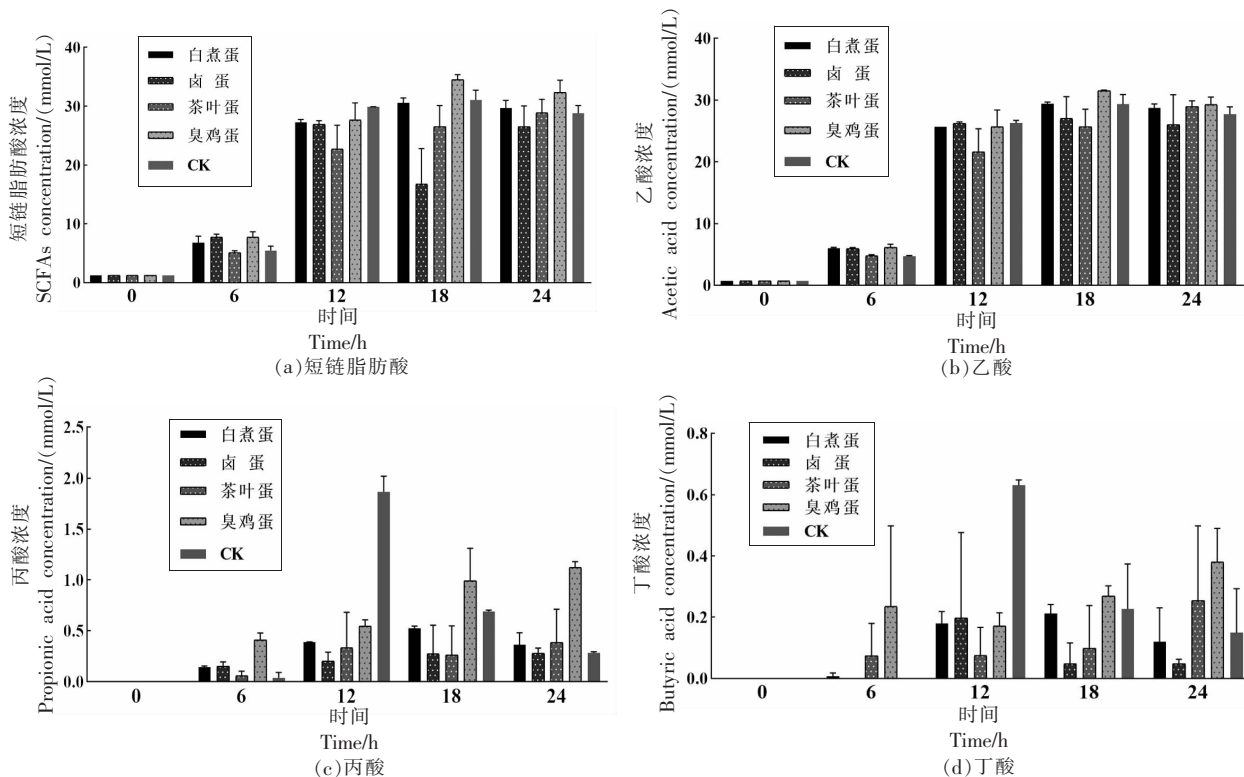 短链脂肪酸浓度
SCFAs concentration/(mmol/L)
40
30
20
10
0
白煮蛋
卤 蛋
茶叶蛋
臭鸡蛋
CK
0 6 12 18 24
时间
Time/h
(a)短链脂肪酸
乙酸浓度
Acetic acid concentration/(mmol/L)
40
30
20
10
0
白煮蛋
卤 蛋
茶叶蛋
臭鸡蛋
CK
0 6 12 18 24
时间
Time/h
(b)乙酸
丙酸浓度
Propionic acid concentration/(mmol/L)
2.5
2.0
1.5
1.0
0.5
0.0
白煮蛋
卤 蛋
茶叶蛋
臭鸡蛋
CK
0 6 12 18 24
时间
Time/h
(c)丙酸
丁酸浓度
Butyric acid concentration/(mmol/L)
0.8
0.6
0.4
0.2
0.0
白煮蛋
卤 蛋
茶叶蛋
臭鸡蛋
CK
0 6 12 18 24
时间
Time/h
(d)丁酸